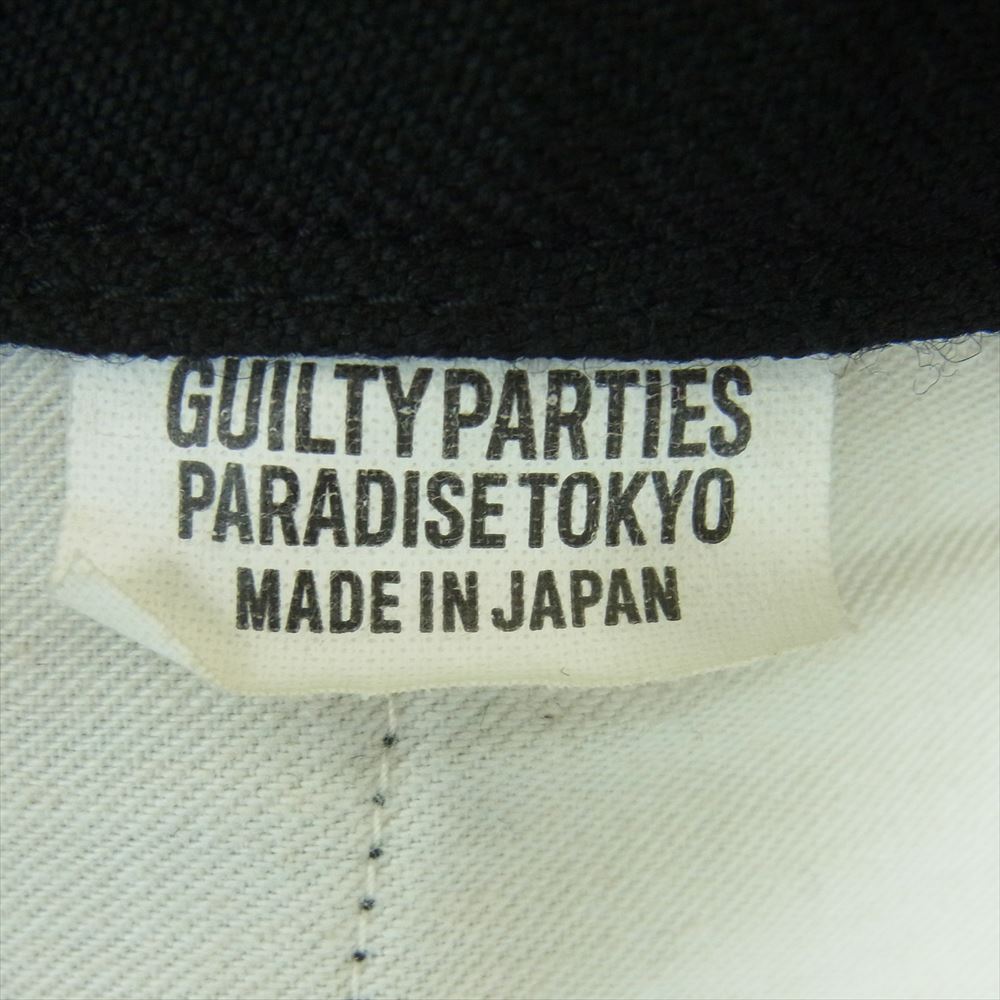 GUILTY PARTIES
PARADISE TOKYO
MADE IN JAPAN